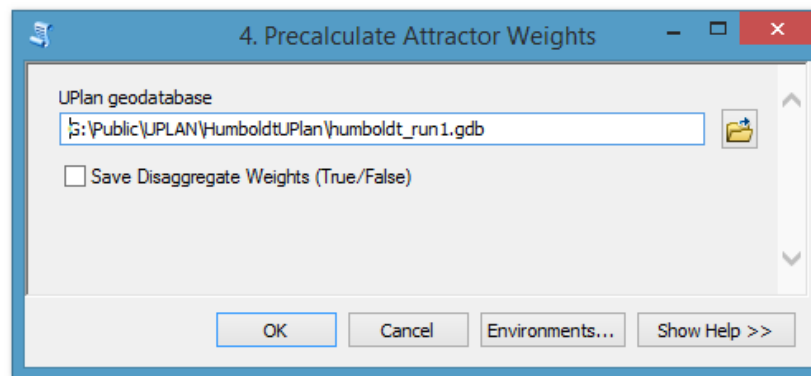 4. Precalculate Attractor Weights
UPlan geodatabase
G:\Public\UPLAN\HumboldtUPlan\humboldt_run1.gdb
Save Disaggregate Weights (True/False)
OK Cancel Environments... Show Help >>